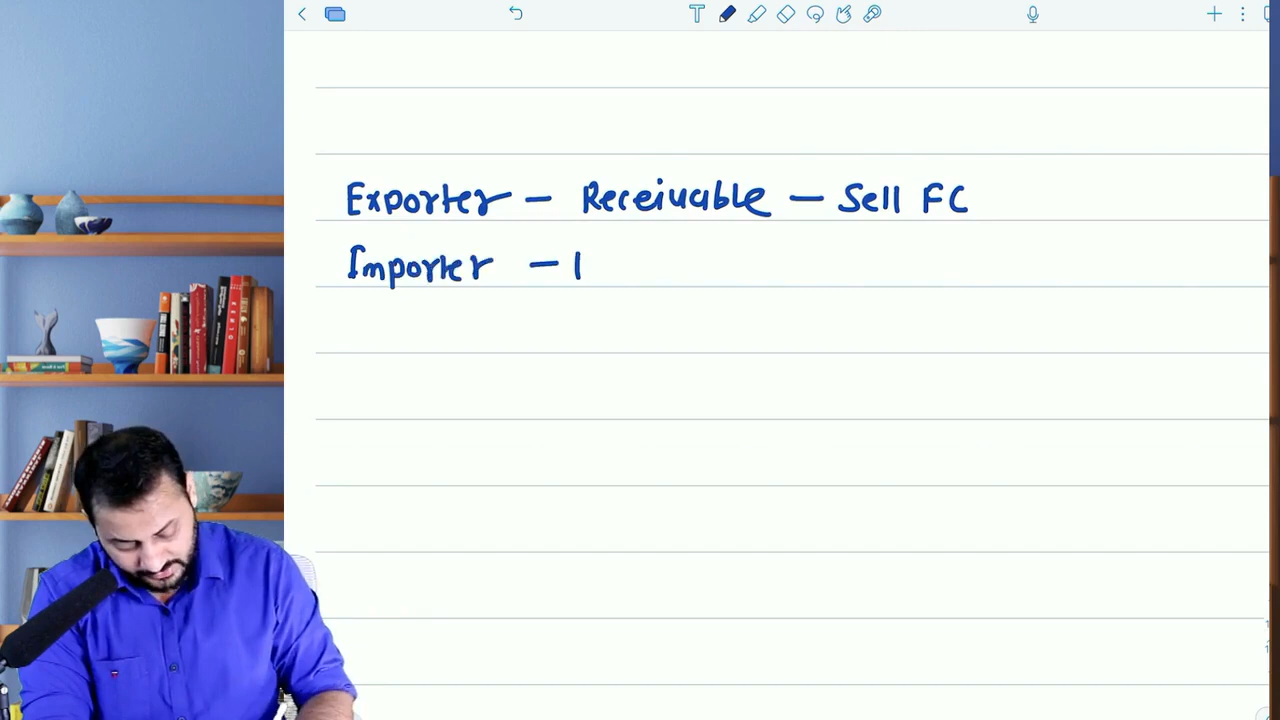 Exporter – Receivable – Sell FC
Importer –